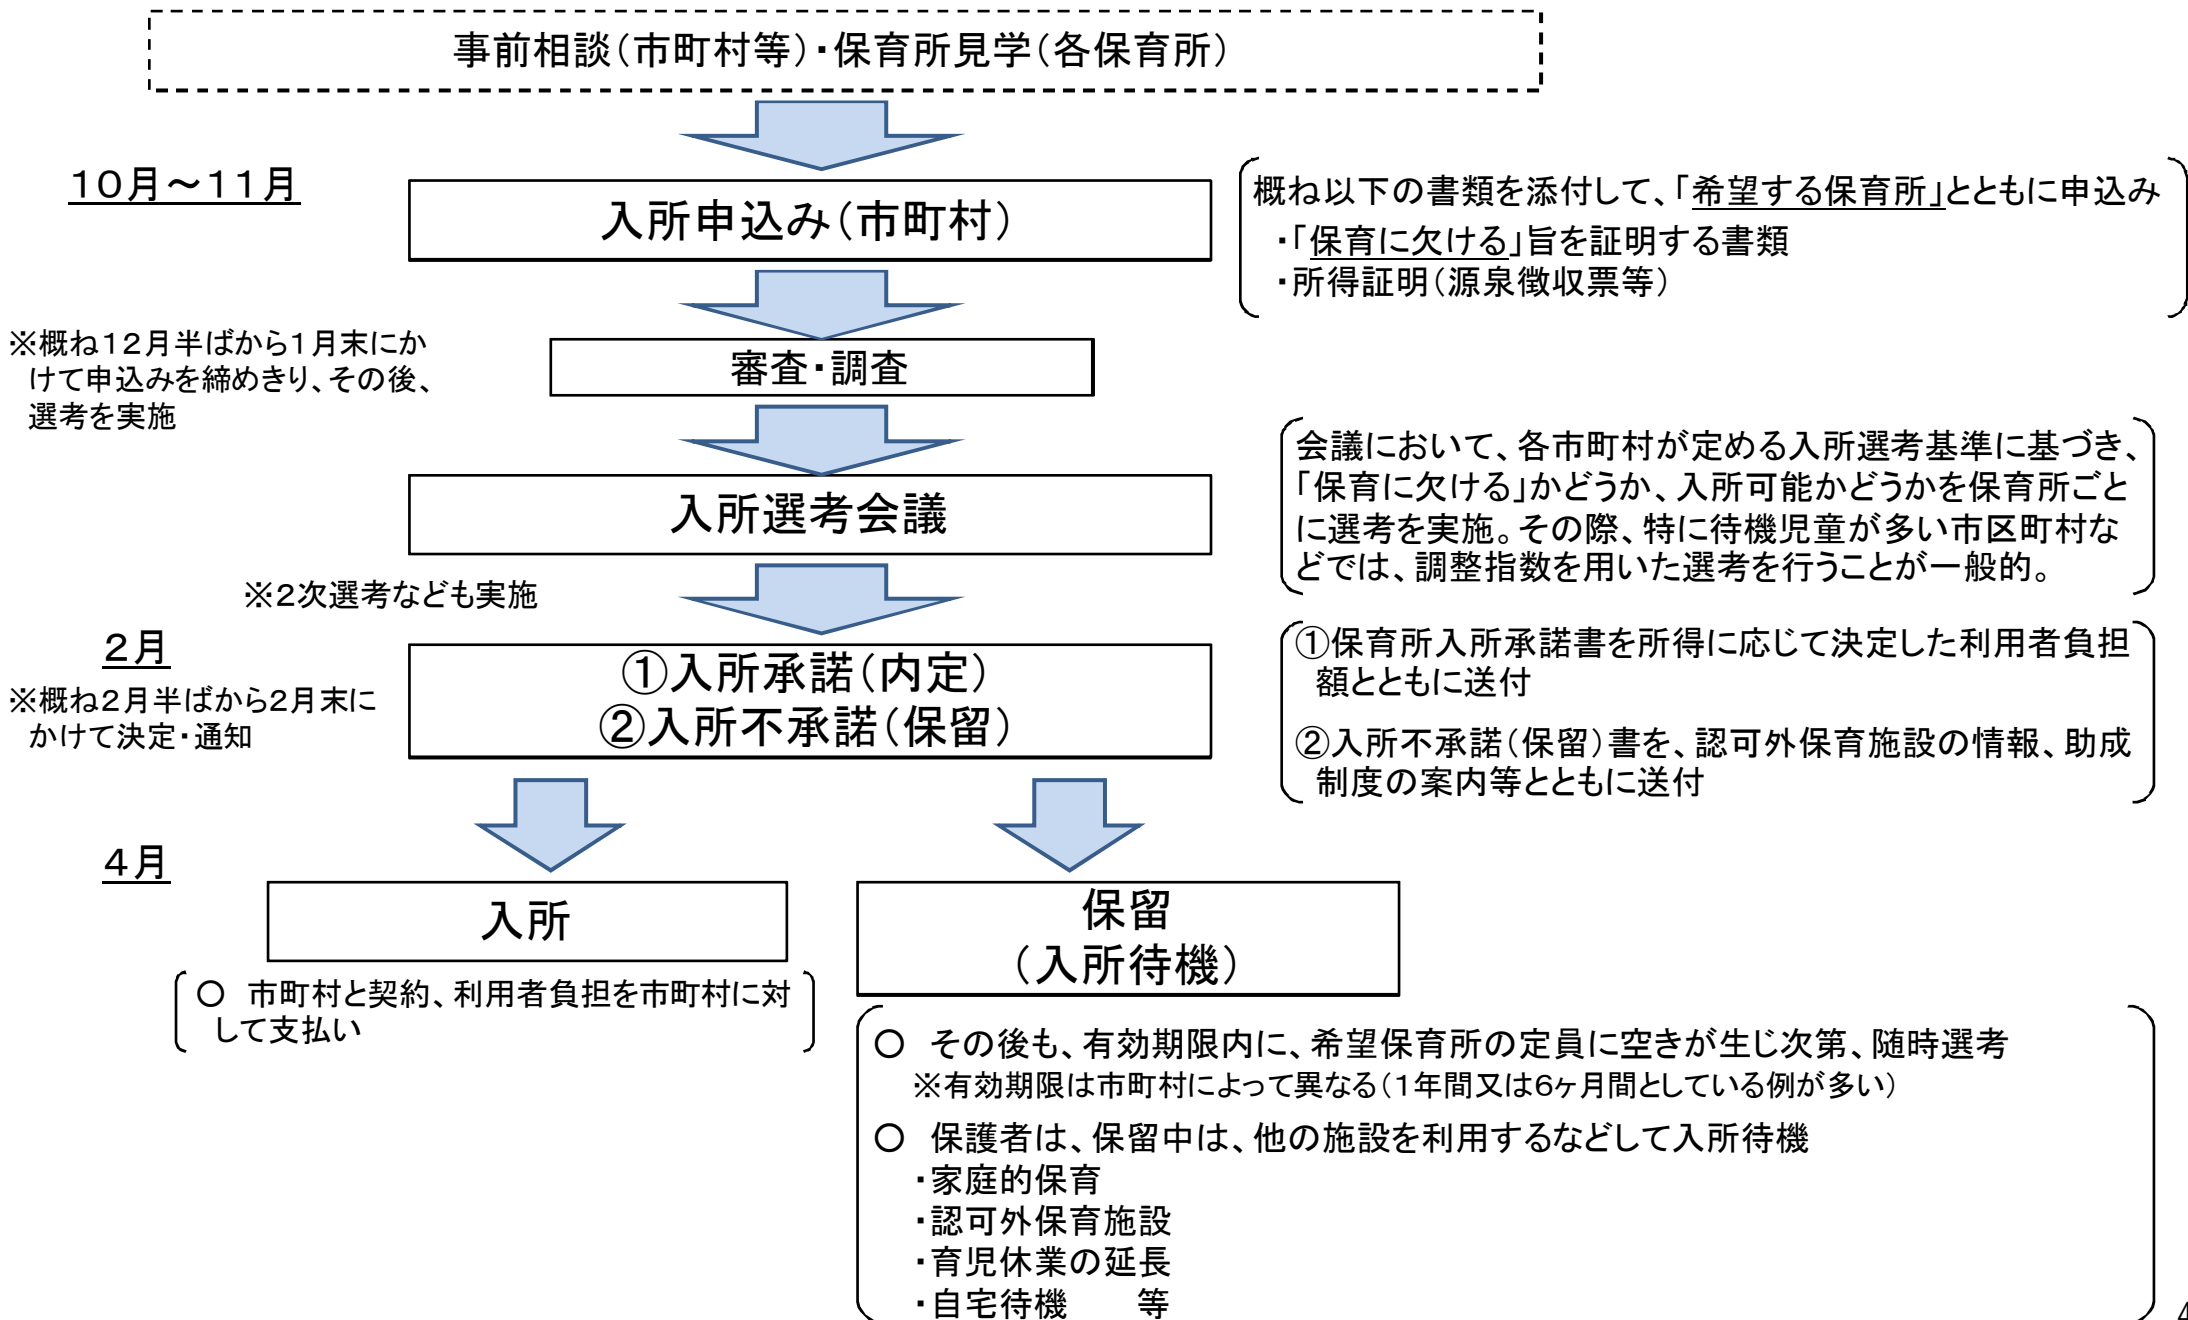 事前相談(市町村等)・保育所見学(各保育所)
10月～11月
入所申込み(市町村)
概ね以下の書類を添付して、「希望する保育所」とともに申込み
・「保育に欠ける」旨を証明する書類
・所得証明(源泉徴収票等)
※概ね12月半ばから1月末にか
けて申込みを締めきり、その後、
選考を実施
審査・調査
入所選考会議
会議において、各市町村が定める入所選考基準に基づき、
「保育に欠ける」かどうか、入所可能かどうかを保育所ごと
に選考を実施。その際、特に待機児童が多い市区町村な
どでは、調整指数を用いた選考を行うことが一般的。
※2次選考なども実施
2月
※概ね2月半ばから2月末に
かけて決定・通知
①入所承諾(内定)
②入所不承諾(保留)
①保育所入所承諾書を所得に応じて決定した利用者負担
額とともに送付
②入所不承諾(保留)書を、認可外保育施設の情報、助成
制度の案内等とともに送付
4月
入所
○ 市町村と契約、利用者負担を市町村に対
して支払い
保留
(入所待機)
○ その後も、有効期限内に、希望保育所の定員に空きが生じ次第、随時選考
※有効期限は市町村によって異なる(1年間又は6ヶ月間としている例が多い)
○ 保護者は、保留中は、他の施設を利用するなどして入所待機
・家庭的保育
・認可外保育施設
・育児休業の延長
・自宅待機 等